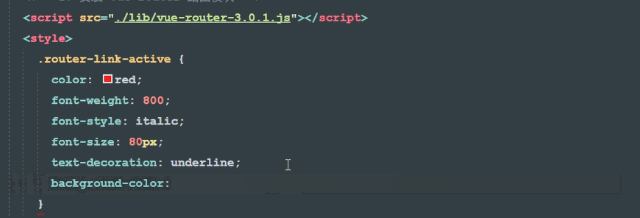 <script src="./lib/vue-router-3.0.1.js"></script>
<style>
.router-link-active {
color: red;
font-weight: 800;
font-style: italic;
font-size: 80px;
text-decoration: underline;
background-color:
}